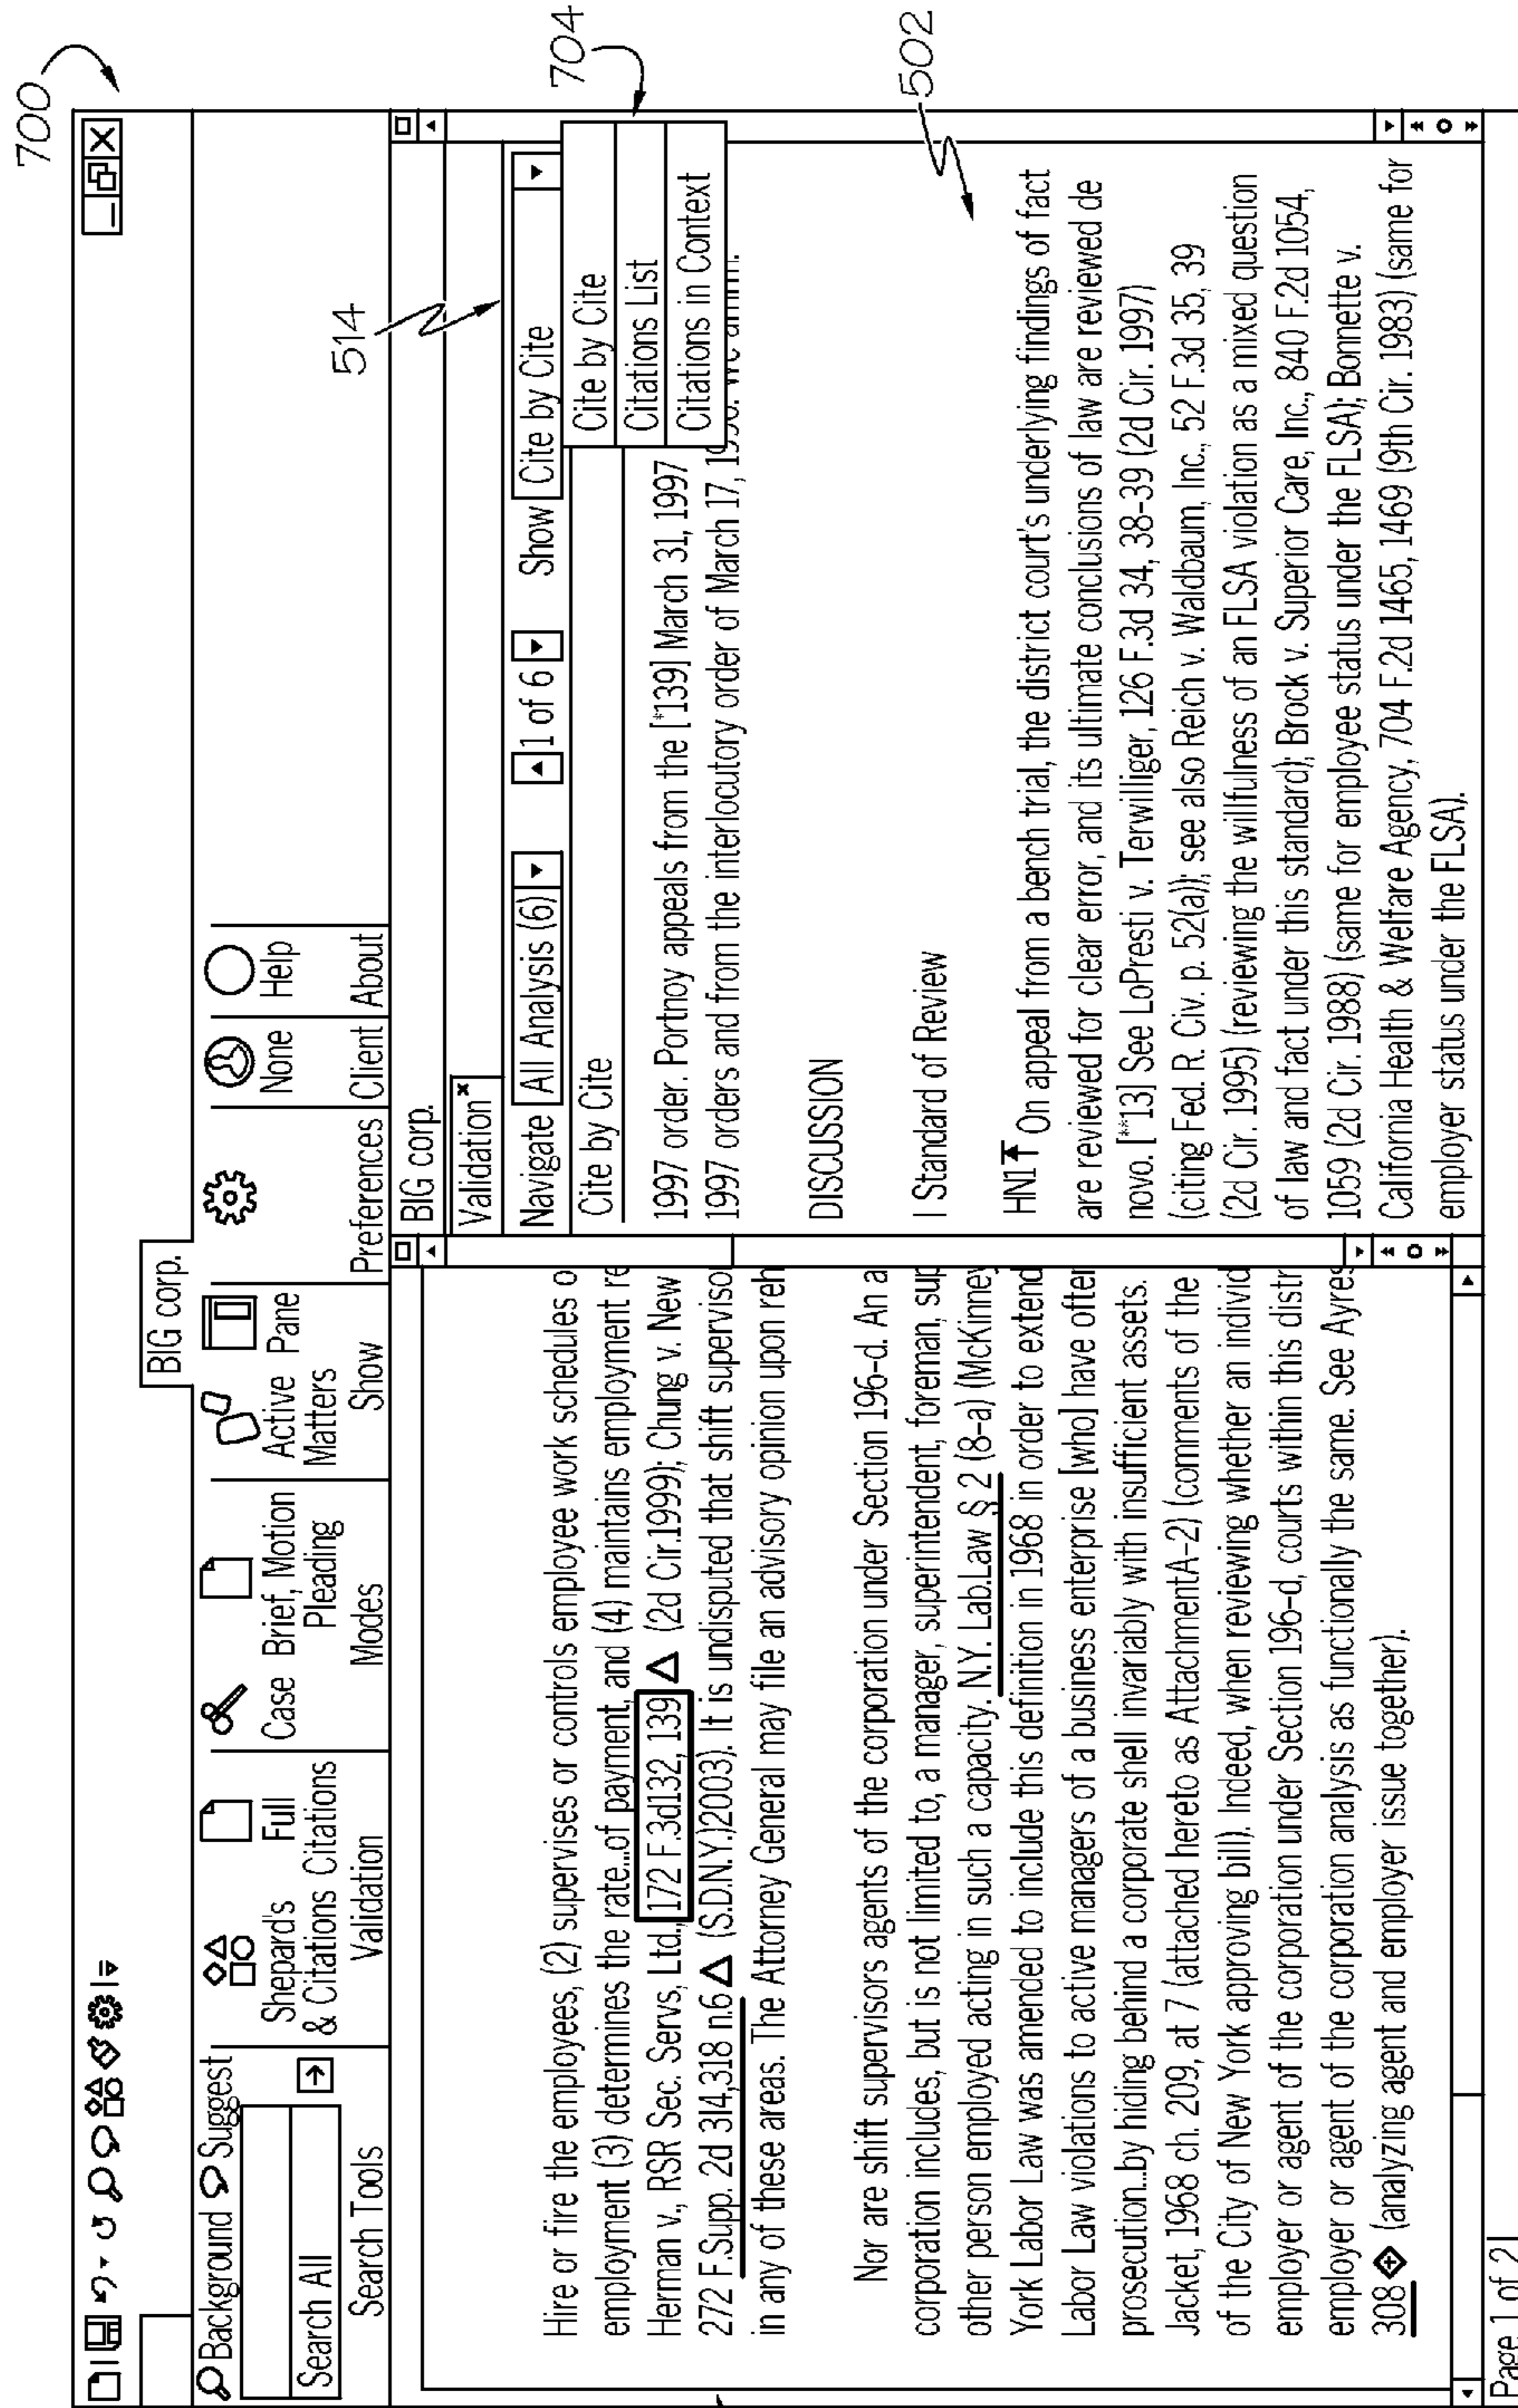 700
BIG corp.
Background Suggest
Search All
Search Tools
Shepard's
& Citations
Full
Citations
Validation
Case
Brief, Motion
Pleading
Modes
Active
Matters
Pane
Show
Preferences
None
Client
Help
About
Hire or fire the employees, (2) supervises or controls employee work schedules o
employment (3) determines the rate...of payment, and (4) maintains employment re
Herman v., RSR Sec. Servs, Ltd., 172 F.3d132, 139 △ (2d Cir.1999); Chung v. New
272 F.Supp. 2d 314,318 n.6 △ (S.D.N.Y.)2003). It is undisputed that shift supervisor
in any of these areas. The Attorney General may file an advisory opinion upon reh
Nor are shift supervisors agents of the corporation under Section 196-d. An a
corporation includes, but is not limited to, a manager, superintendent, foreman, sup
other person employed acting in such a capacity. N.Y. Lab.Law §§ 2 (8-a) (McKinney
York Labor Law was amended to include this definition in 1968 in order to extend
Labor Law violations to active managers of a business enterprise [who] have often
prosecution...by hiding behind a corporate shell invariably with insufficient assets.
Jacket, 1968 ch. 209, at 7 (attached hereto as AttachmentA-2) (comments of the
of the City of New York approving bill). Indeed, when reviewing whether an individ
employer or agent of the corporation under Section 196-d, courts within this distr
employer or agent of the corporation analysis as functionally the same. See Ayres
308 (analyzing agent and employer issue together).
BIG corp.
Validation x
Navigate All Analysis (6) 1 of 6 Show Cite by Cite
514
Cite by Cite
Cite by Cite
Citations List
Citations in Context
704
1997 order. Portnoy appeals from the [*139] March 31, 1997
1997 orders and from the interlocutory order of March 17, 1998. We affirm.
502
DISCUSSION
I Standard of Review
HN1 On appeal from a bench trial, the district court's underlying findings of fact
are reviewed for clear error, and its ultimate conclusions of law are reviewed de
novo. [**13] See LoPresti v. Terwilliger, 126 F.3d 34, 38-39 (2d Cir. 1997)
(citing Fed. R. Civ. p. 52(a)); see also Reich v. Waldbaum, Inc., 52 F.3d 35, 39
(2d Cir. 1995) (reviewing the willfulness of an FLSA violation as a mixed question
of law and fact under this standard); Brock v. Superior Care, Inc., 840 F.2d 1054,
1059 (2d Cir. 1988) (same for employee status under the FLSA); Bonnette v.
California Health & Welfare Agency, 704 F.2d 1465, 1469 (9th Cir. 1983) (same for
employer status under the FLSA).
Page 1 of 2